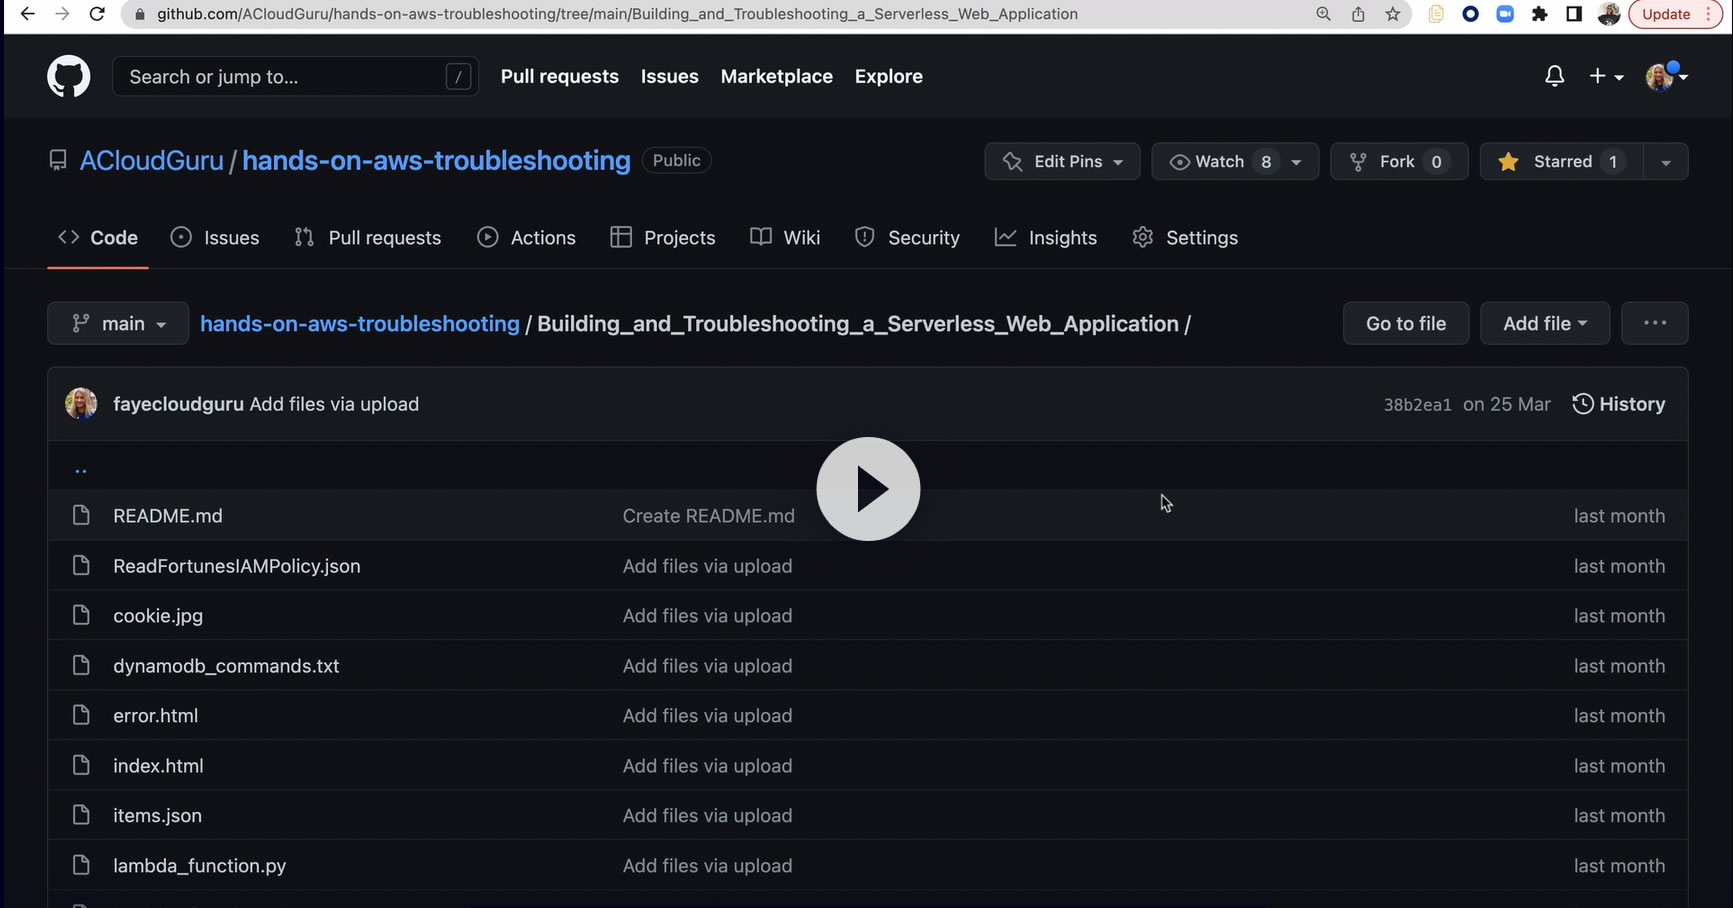 github.com/ACloudGuru/hands-on-aws-troubleshooting/tree/main/Building_and_Troubleshooting_a_Serverless_Web_Application
Update
Search or jump to... / Pull requests Issues Marketplace Explore
ACloudGuru / hands-on-aws-troubleshooting Public Edit Pins Watch 8 Fork 0 Starred 1
Code Issues Pull requests Actions Projects Wiki Security Insights Settings
main hands-on-aws-troubleshooting / Building_and_Troubleshooting_a_Serverless_Web_Application / Go to file Add file ...
fayecloudguru Add files via upload 38b2ea1 on 25 Mar History
..
README.md Create README.md last month
ReadFortunesIAMPolicy.json Add files via upload last month
cookie.jpg Add files via upload last month
dynamodb_commands.txt Add files via upload last month
error.html Add files via upload last month
index.html Add files via upload last month
items.json Add files via upload last month
lambda_function.py Add files via upload last month